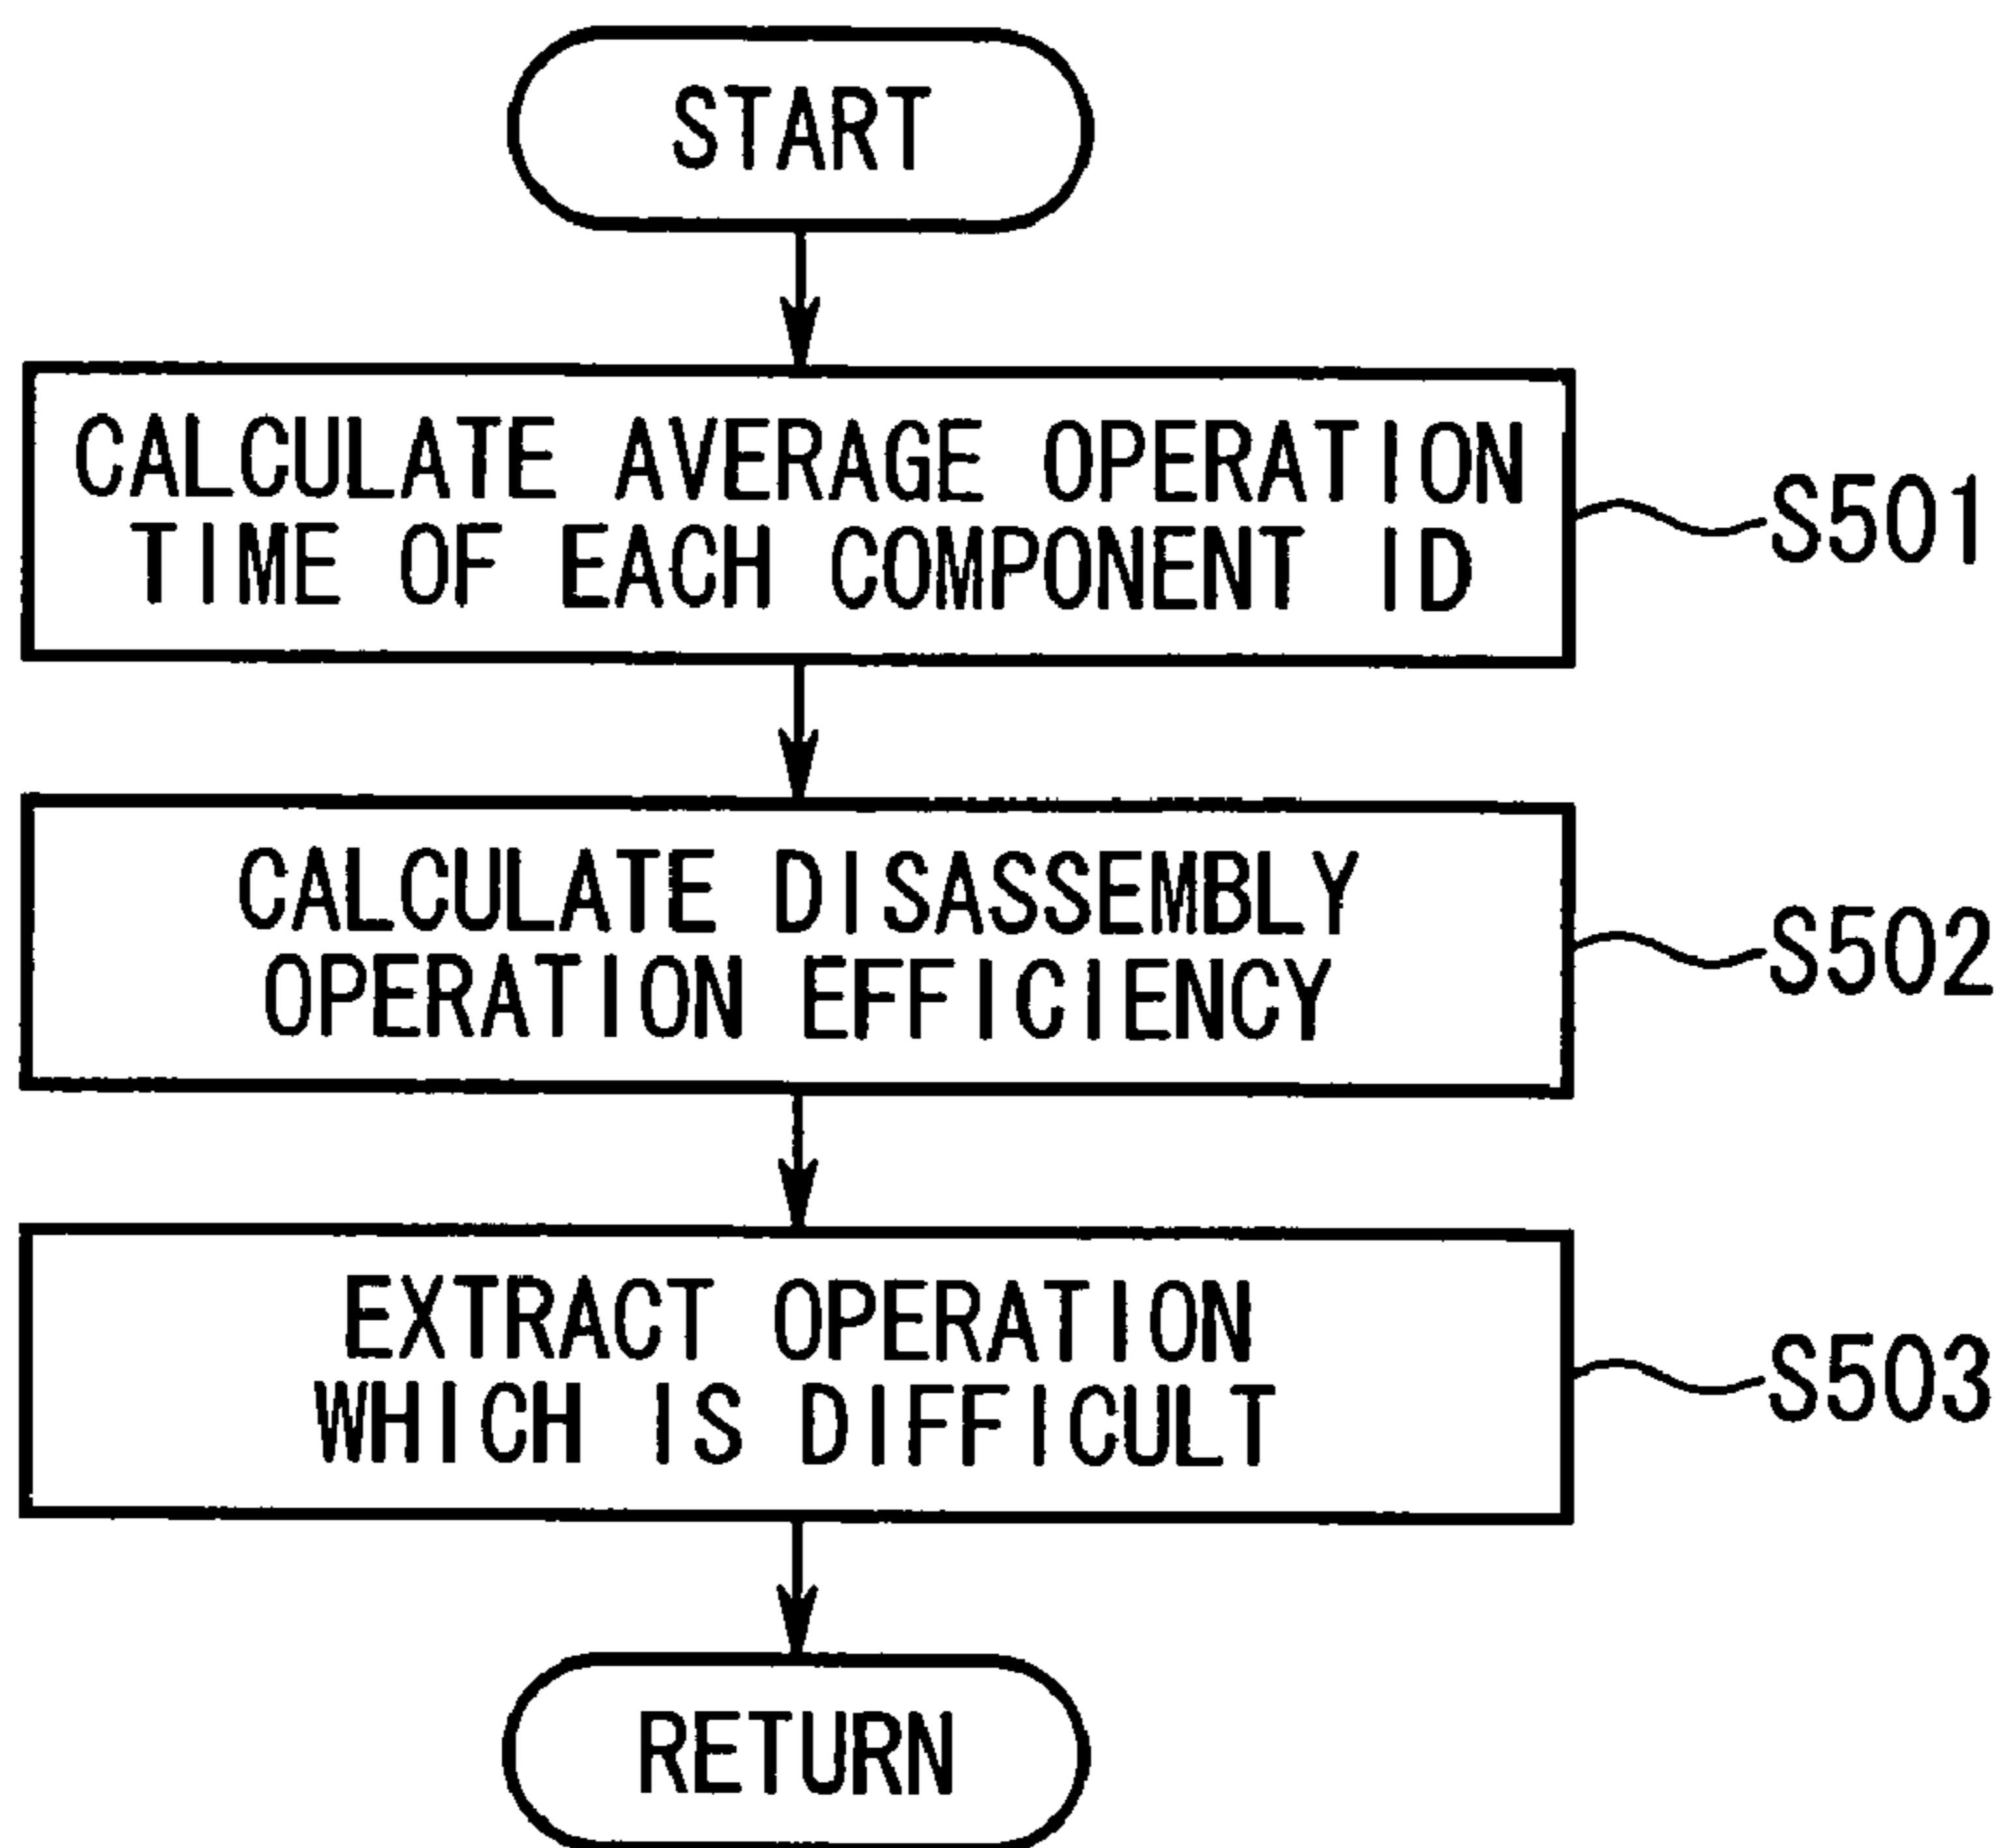 START
CALCULATE AVERAGE OPERATION
TIME OF EACH COMPONENT ID
S501
CALCULATE DISASSEMBLY
OPERATION EFFICIENCY
S502
EXTRACT OPERATION
WHICH IS DIFFICULT
S503
RETURN